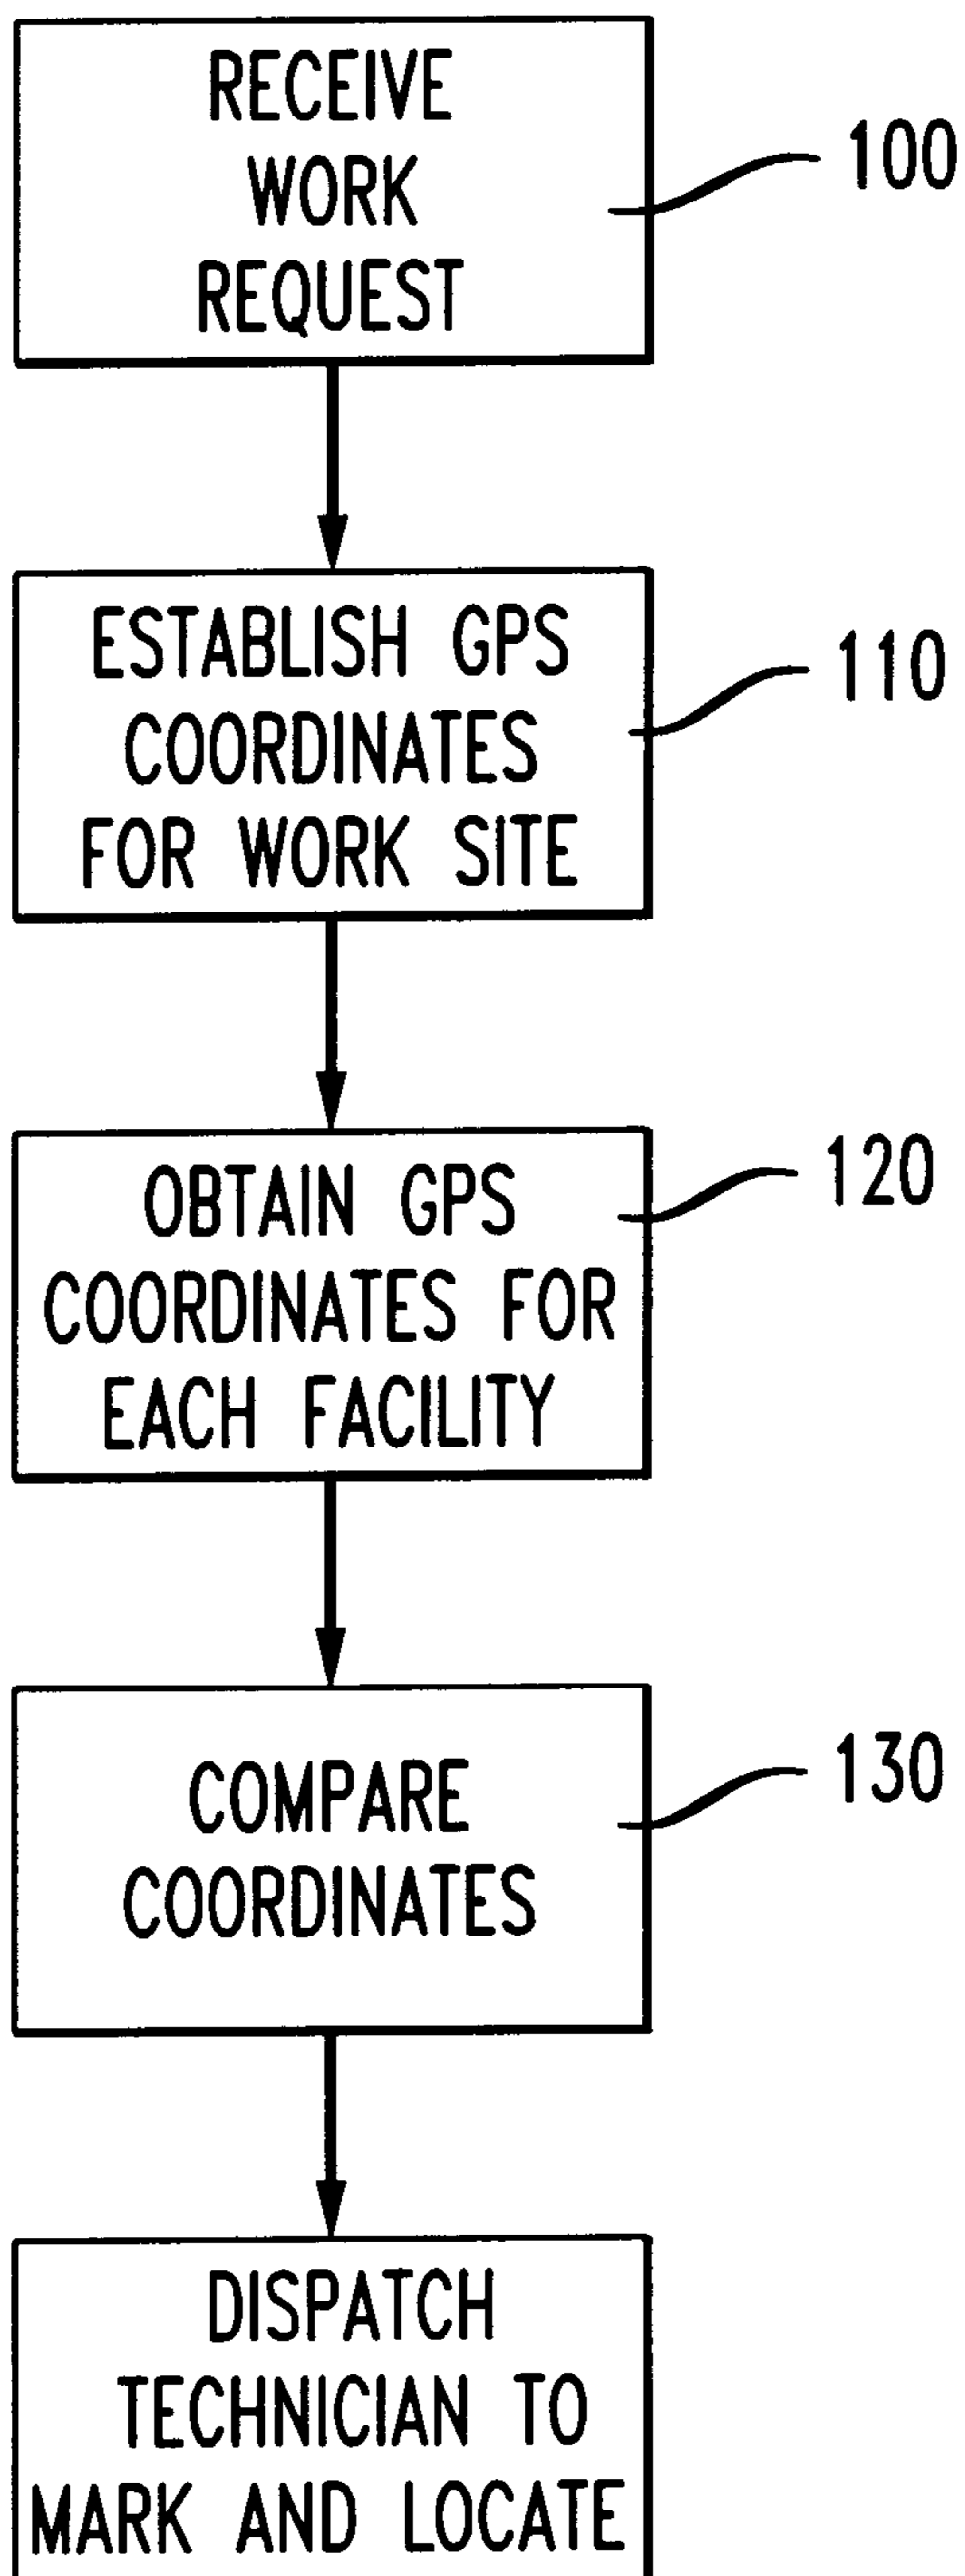 RECEIVE
WORK
REQUEST
100
ESTABLISH GPS
COORDINATES
FOR WORK SITE
110
OBTAIN GPS
COORDINATES FOR
EACH FACILITY
120
COMPARE
COORDINATES
130
DISPATCH
TECHNICIAN TO
MARK AND LOCATE